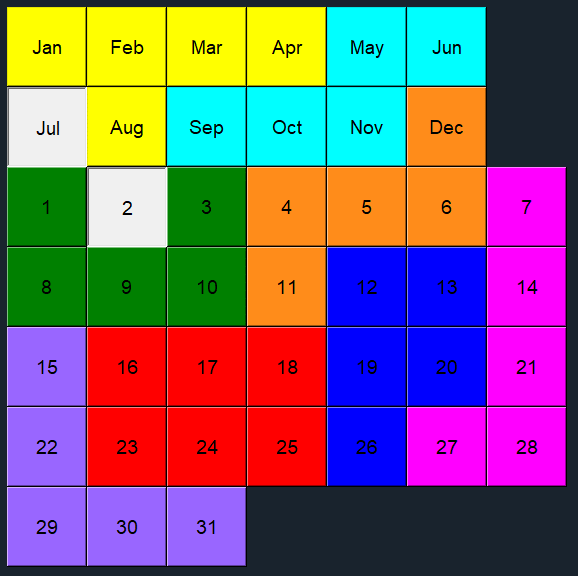 Jan Feb Mar Apr May Jun
Jul Aug Sep Oct Nov Dec
1 2 3 4 5 6 7
8 9 10 11 12 13 14
15 16 17 18 19 20 21
22 23 24 25 26 27 28
29 30 31